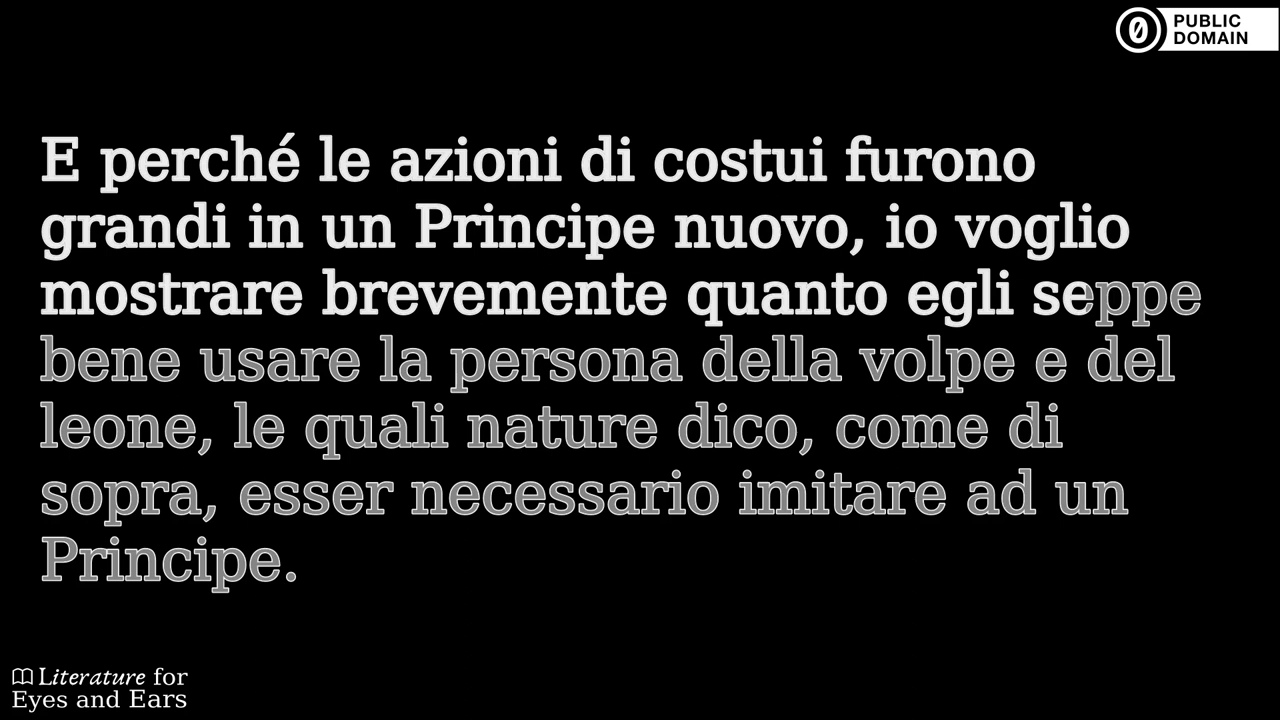 PUBLIC
DOMAIN
E perché le azioni di costui furono
grandi in un Principe nuovo, io voglio
mostrare brevemente quanto egli seppe
bene usare la persona della volpe e del
leone, le quali nature dico, come di
sopra, esser necessario imitare ad un
Principe.
Literature for
Eyes and Ears